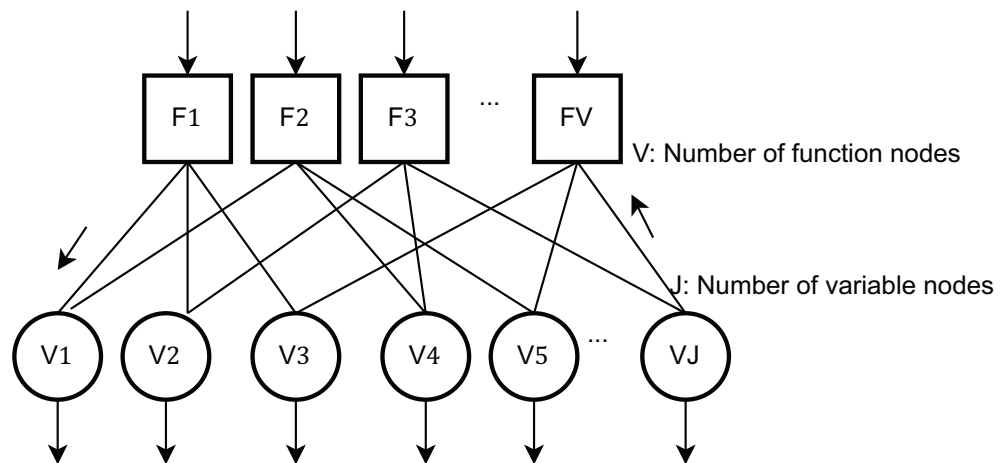 F1 F2 F3 ... FV
V: Number of function nodes
J: Number of variable nodes
V1 V2 V3 V4 V5 ... VJ